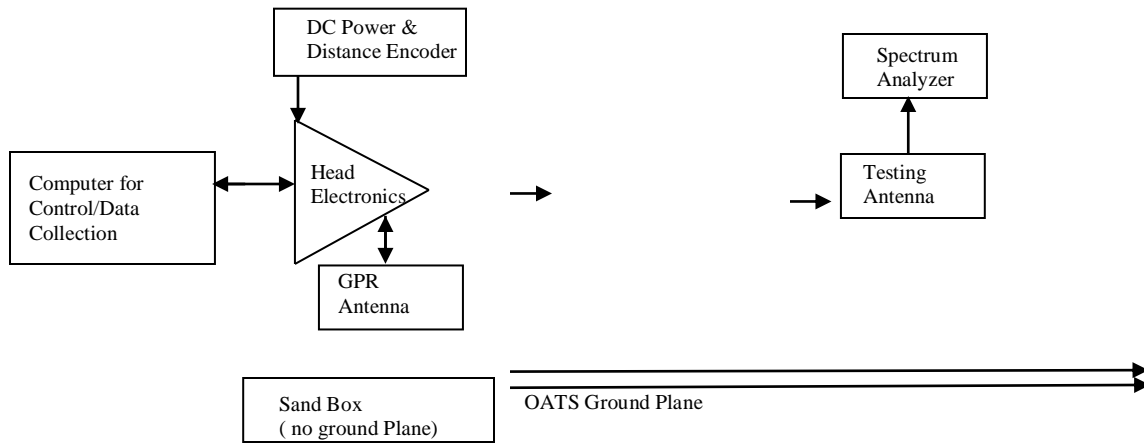 DC Power &
Distance Encoder
Spectrum
Analyzer
Head
Electronics
Computer for
Control/Data
Collection
Testing
Antenna
GPR
Antenna
Sand Box
( no ground Plane)
OATS Ground Plane